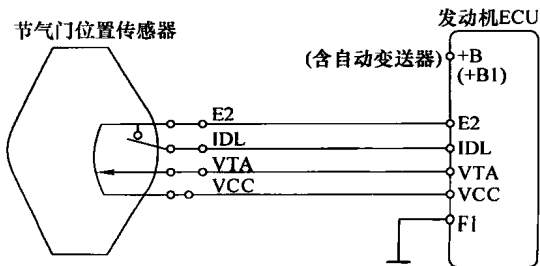 发动机ECU
节气门位置传感器
(含自动变送器)
+B
(+B1)
E2
E2
IDL
IDL
VTA
VTA
VCC
VCC
F1